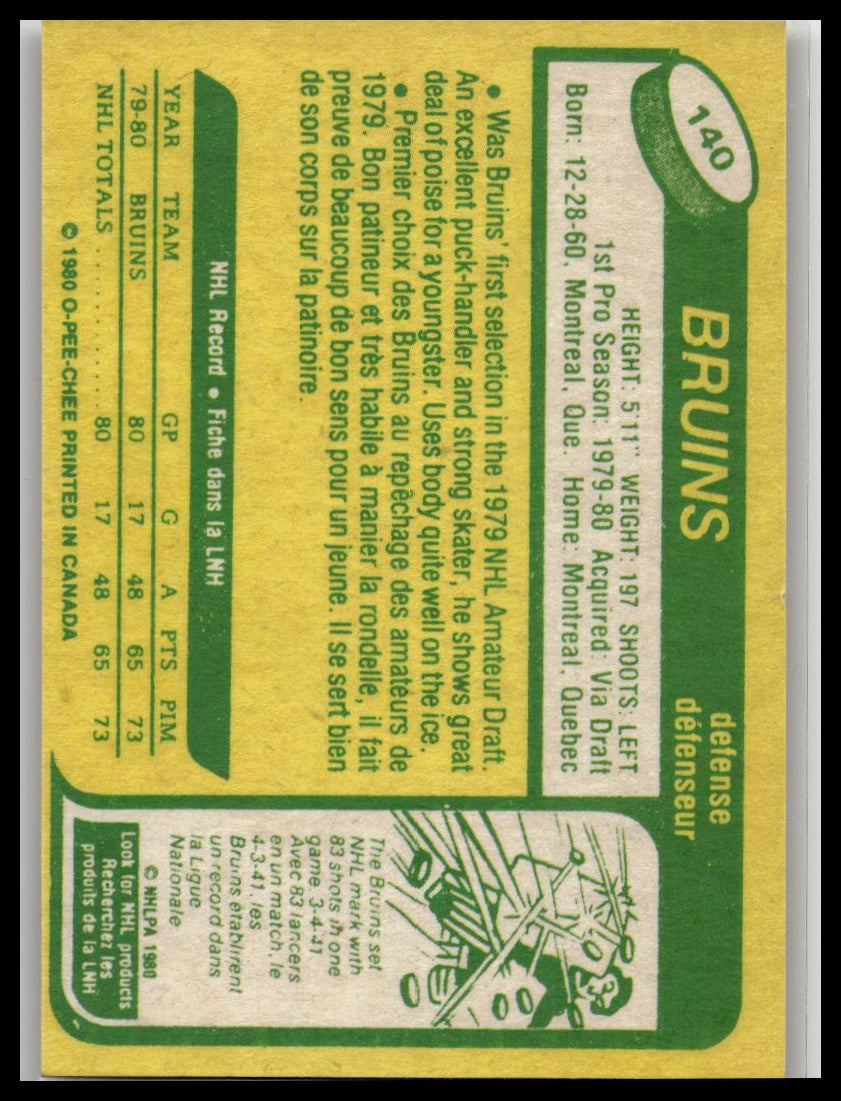 140
BRUINS
defense
défenseur
HEIGHT: 5'11" WEIGHT: 197 SHOOTS: LEFT
1st Pro Season: 1979-80 Acquired: Via Draft
Born: 12-28-60, Montreal, Que. Home: Montreal, Quebec
• Was Bruins' first selection in the 1979 NHL Amateur Draft.
An excellent puck-handler and strong skater, he shows great
deal of poise for a youngster. Uses body quite well on the ice.
• Premier choix des Bruins au repêchage des amateurs de
1979. Bon patineur et très habile à manier la rondelle, il fait
preuve de beaucoup de bon sens pour un jeune. Il se sert bien
de son corps sur la patinoire.
NHL Record • Fiche dans la LNH
YEAR TEAM GP G A PTS PIM
79-80 BRUINS 80 17 48 65 73
NHL TOTALS .......... 80 17 48 65 73
© 1980 O-PEE-CHEE PRINTED IN CANADA
The Bruins set
NHL mark with
83 shots in one
game, 3-4-41
Avec 83 lancers
en un match, le
4-3-41, les
Bruins établirent
un record dans
la Ligue
Nationale
© NHLPA 1980
Look for NHL products
Recherchez les
produits de la LNH